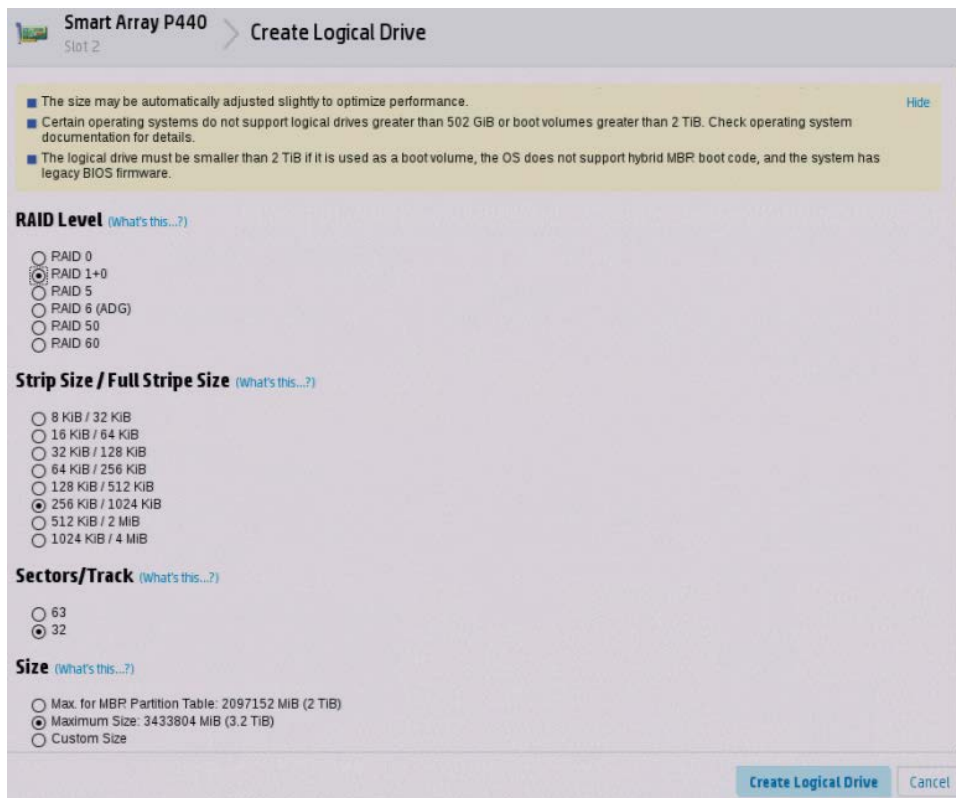 Smart Array P440
Slot 2
Create Logical Drive
The size may be automatically adjusted slightly to optimize performance.
Hide
Certain operating systems do not support logical drives greater than 502 GiB or boot volumes greater than 2 TiB. Check operating system
documentation for details.
The logical drive must be smaller than 2 TiB if it is used as a boot volume, the OS does not support hybrid MBR boot code, and the system has
legacy BIOS firmware.
RAID Level (What's this...?)
RAID 0
RAID 1+0
RAID 5
RAID 6 (ADG)
RAID 50
RAID 60
Strip Size / Full Stripe Size (What's this...?)
8 KiB / 32 KiB
16 KiB / 64 KiB
32 KiB / 128 KiB
64 KiB / 256 KiB
128 KiB / 512 KiB
256 KiB / 1024 KiB
512 KiB / 2 MiB
1024 KiB / 4 MiB
Sectors/Track (What's this...?)
63
32
Size (What's this...?)
Max. for MBR Partition Table: 2097152 MiB (2 TiB)
Maximum Size: 3433804 MiB (3.2 TiB)
Custom Size
Create Logical Drive
Cancel